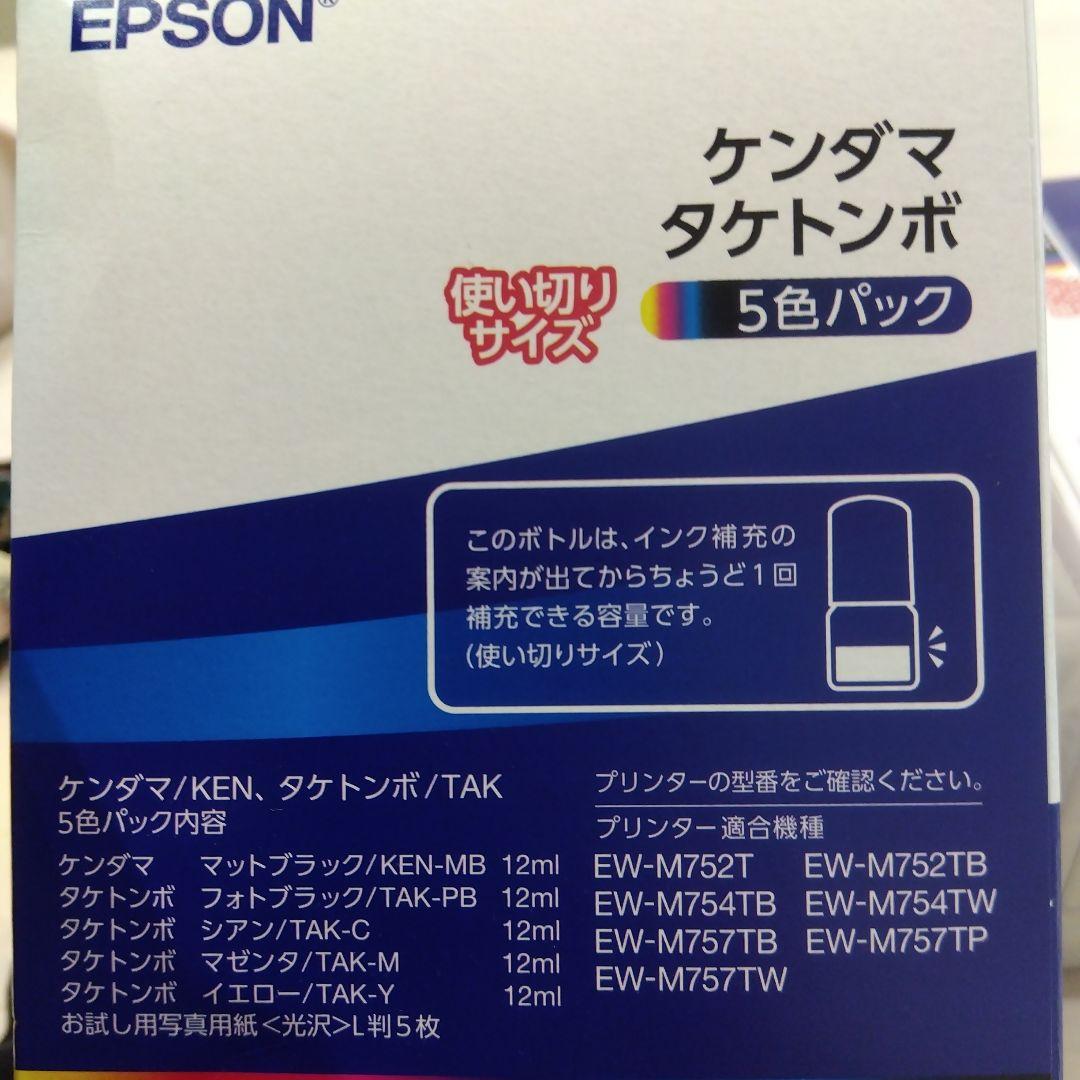 EPSON®
ケンダマ
タケトンボ
使い切り
サイズ
5色パック
このボトルは、インク補充の
案内が出てからちょうど1回
補充できる容量です。
(使い切りサイズ)
ケンダマ/KEN、タケトンボ/TAK
5色パック内容
ケンダマ マットブラック/KEN-MB 12ml
タケトンボ フォトブラック/TAK-PB 12ml
タケトンボ シアン/TAK-C 12ml
タケトンボ マゼンタ/TAK-M 12ml
タケトンボ イエロー/TAK-Y 12ml
お試し用写真用紙<光沢>L判5枚
プリンターの型番をご確認ください。
プリンター適合機種
EW-M752T EW-M752TB
EW-M754TB EW-M754TW
EW-M757TB EW-M757TP
EW-M757TW